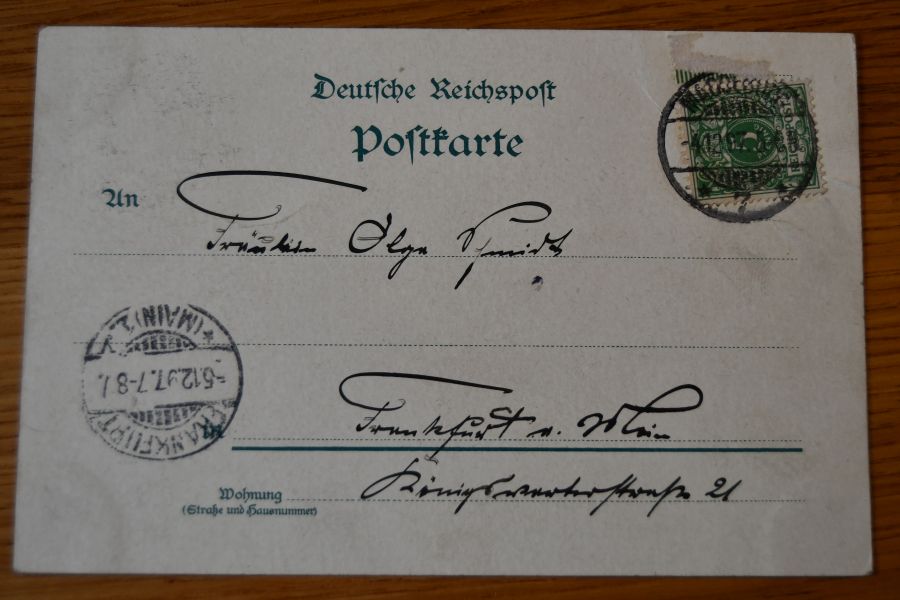 Deutsche Reichspost
Postkarte
An
Fräulein Olga Schmidt
Frankfurt a. Main
Königswarterstraße 21
Wohnung
(Straße und Hausnummer)
FRANKFURT
-5.12.97.7-8
*(MAIN)1.